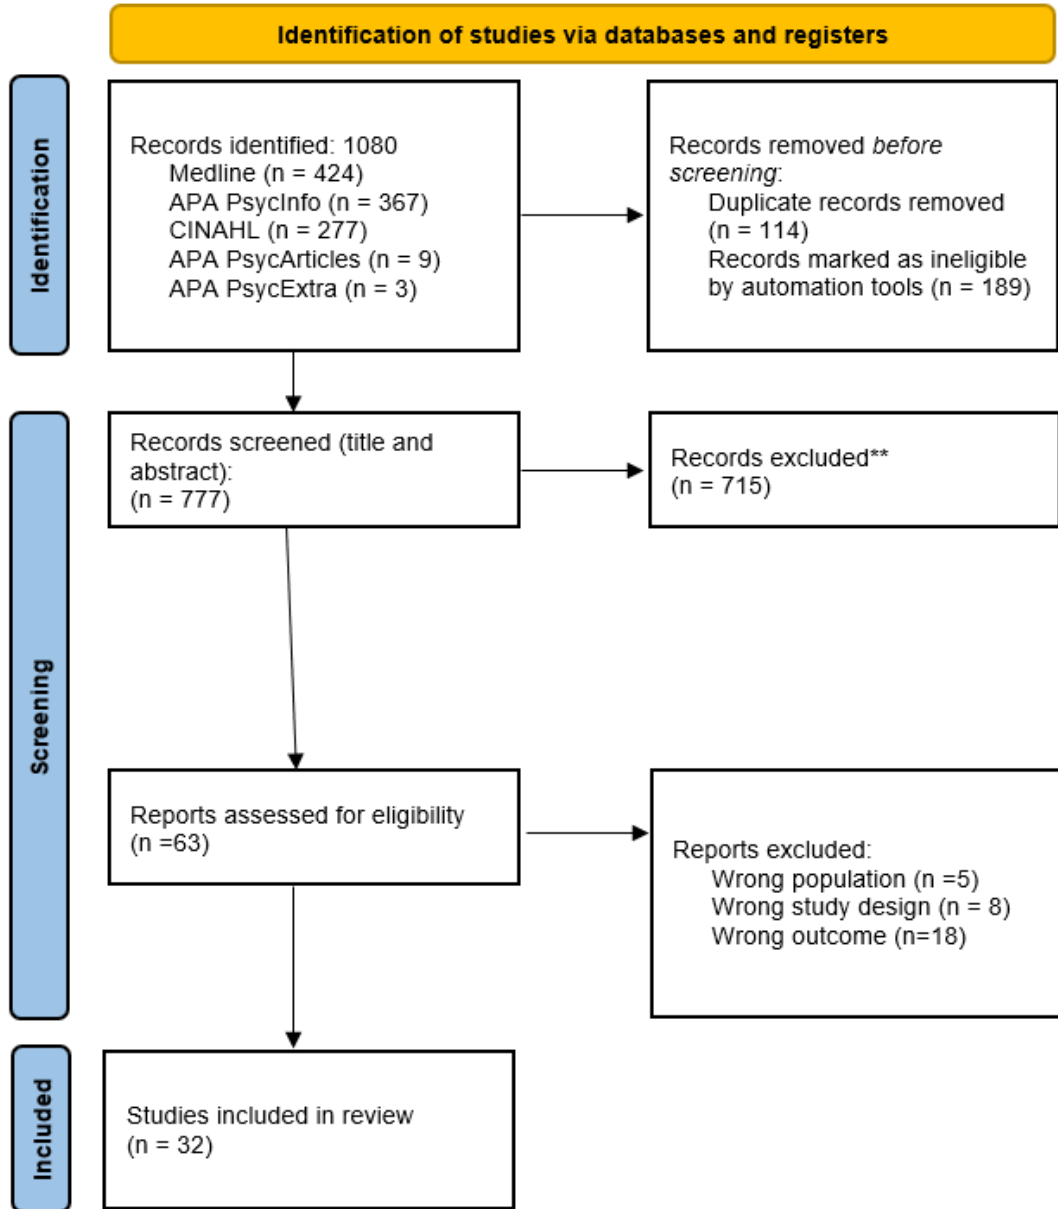 Identification of studies via databases and registers
Identification
Records identified: 1080
Medline (n = 424)
APA PsycInfo (n = 367)
CINAHL (n = 277)
APA PsycArticles (n = 9)
APA PsycExtra (n = 3)
Records removed before
screening:
Duplicate records removed
(n = 114)
Records marked as ineligible
by automation tools (n = 189)
Screening
Records screened (title and
abstract):
(n = 777)
Records excluded**
(n = 715)
Reports assessed for eligibility
(n =63)
Reports excluded:
Wrong population (n =5)
Wrong study design (n = 8)
Wrong outcome (n=18)
Included
Studies included in review
(n = 32)